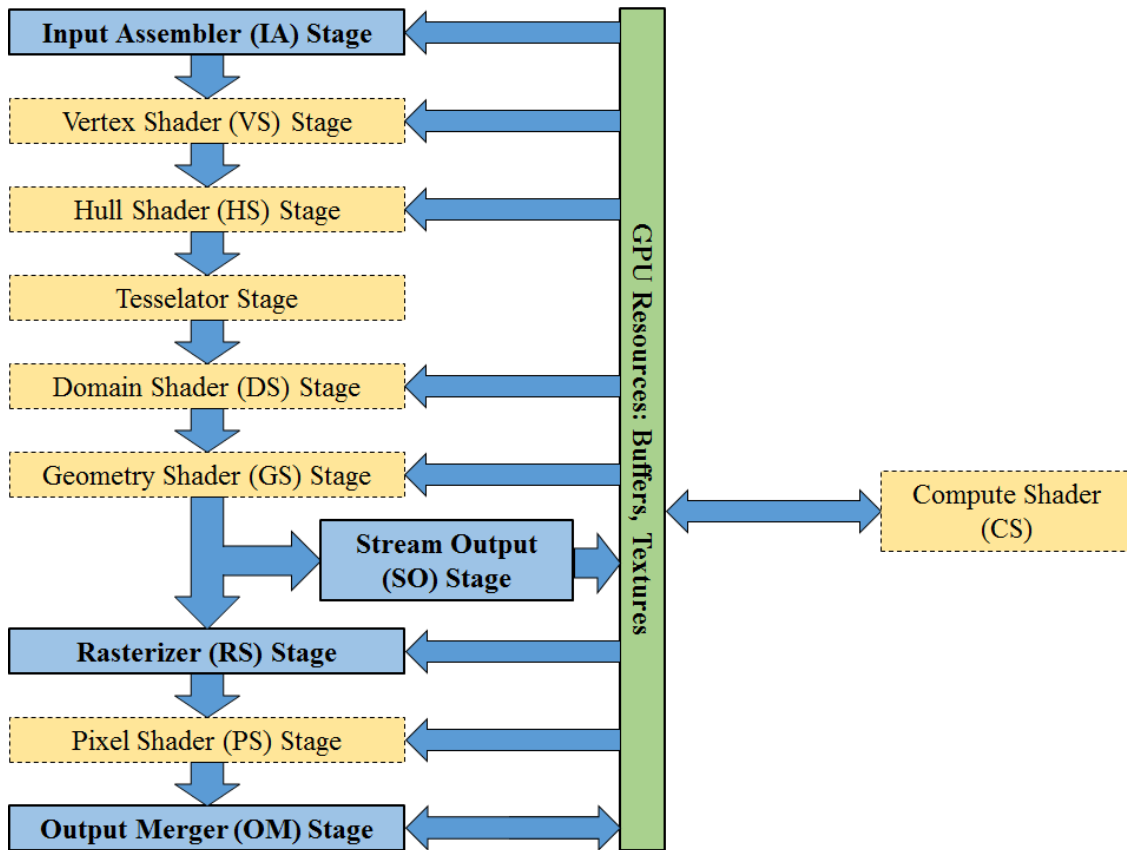 Input Assembler (IA) Stage
Vertex Shader (VS) Stage
Hull Shader (HS) Stage
Tesselator Stage
Domain Shader (DS) Stage
Geometry Shader (GS) Stage
Stream Output
(SO) Stage
Rasterizer (RS) Stage
Pixel Shader (PS) Stage
Output Merger (OM) Stage
GPU Resources: Buffers, Textures
Compute Shader
(CS)